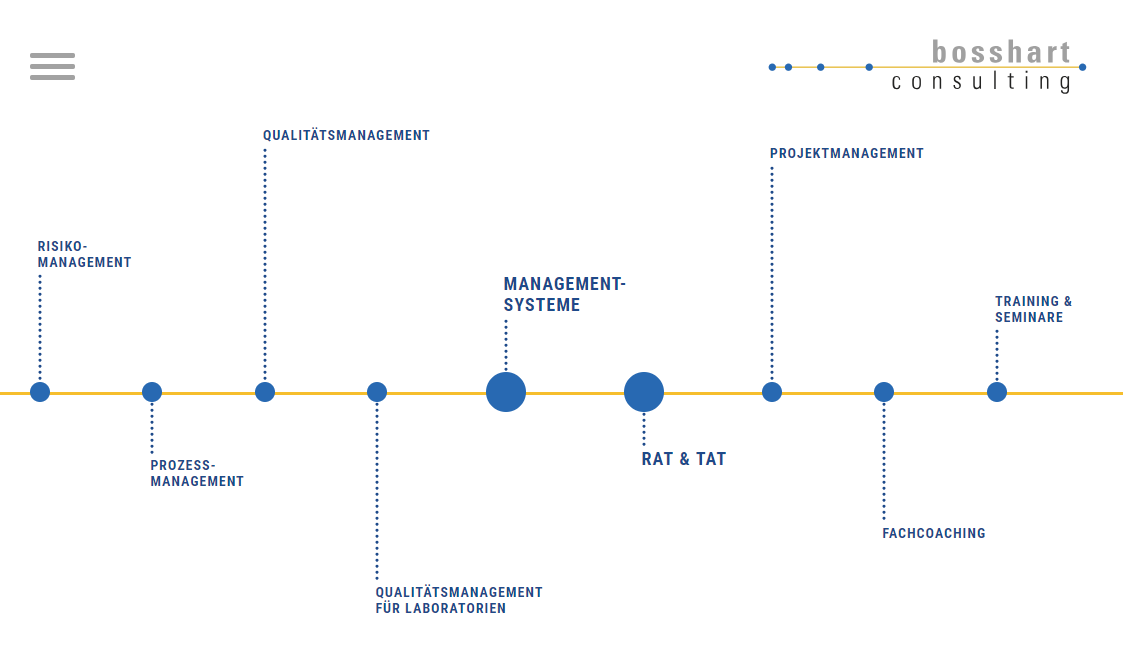 bosshart
consulting
QUALITÄTSMANAGEMENT
PROJEKTMANAGEMENT
RISIKO-
MANAGEMENT
MANAGEMENT-
SYSTEME
TRAINING &
SEMINARE
PROZESS-
MANAGEMENT
RAT & TAT
FACHCOACHING
QUALITÄTSMANAGEMENT
FÜR LABORATORIEN